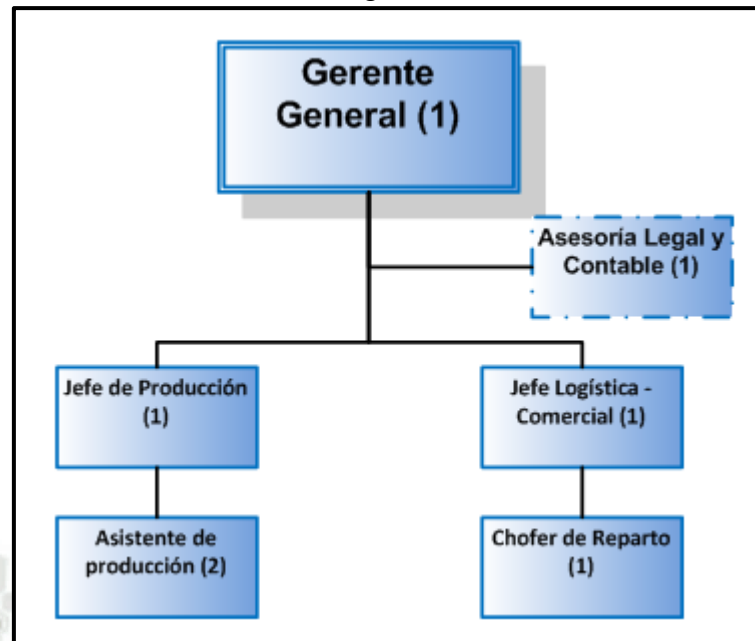 Gerente
General (1)
Asesoría Legal y
Contable (1)
Jefe de Producción
(1)
Jefe Logística -
Comercial (1)
Asistente de
producción (2)
Chofer de Reparto
(1)